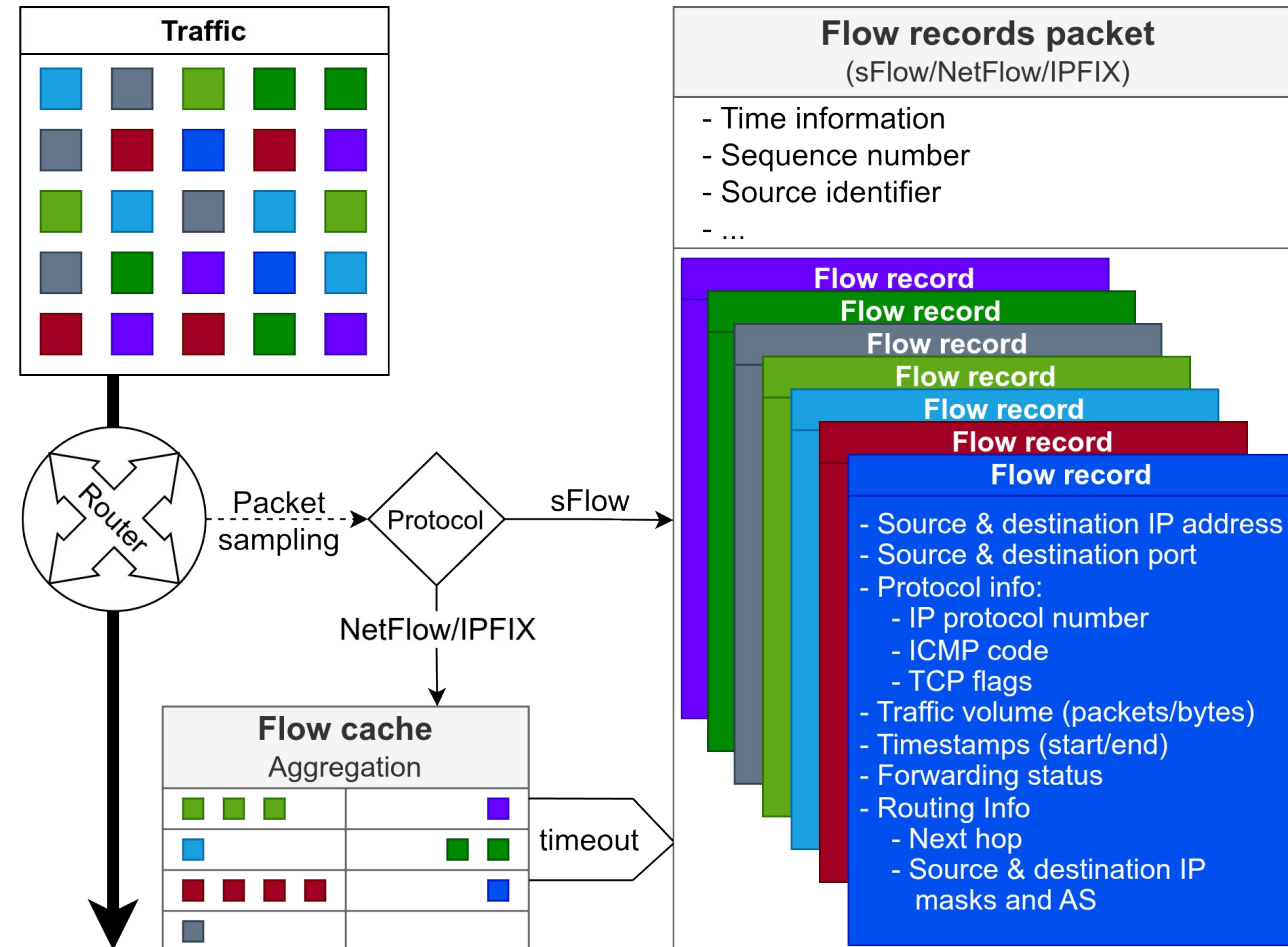 Traffic
Router
Packet
sampling
Protocol
sFlow
NetFlow/IPFIX
Flow cache
Aggregation
timeout
Flow records packet
(sFlow/NetFlow/IPFIX)
- Time information
- Sequence number
- Source identifier
- ...
Flow record
Flow record
Flow record
Flow record
Flow record
Flow record
Flow record
- Source & destination IP address
- Source & destination port
- Protocol info:
- IP protocol number
- ICMP code
- TCP flags
- Traffic volume (packets/bytes)
- Timestamps (start/end)
- Forwarding status
- Routing Info
- Next hop
- Source & destination IP
masks and AS